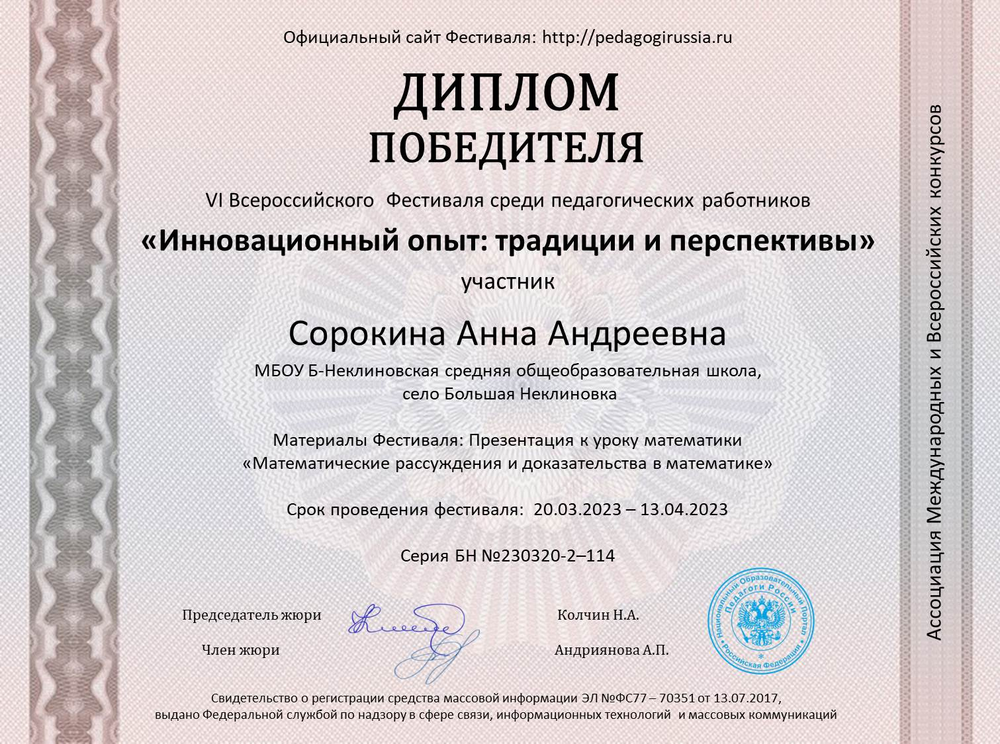 Официальный сайт Фестиваля: http://pedagogirussia.ru
ДИПЛОМ
ПОБЕДИТЕЛЯ
VI Всероссийского Фестиваля среди педагогических работников
«Инновационный опыт: традиции и перспективы»
участник
Сорокина Анна Андреевна
МБОУ Б-Неклиновская средняя общеобразовательная школа,
село Большая Неклиновка
Материалы Фестиваля: Презентация к уроку математики
«Математические рассуждения и доказательства в математике»
Срок проведения фестиваля: 20.03.2023 – 13.04.2023
Серия БН №230320-2–114
Председатель жюри
Колчин Н.А.
Член жюри
Андриянова А.П.
Национальный Образовательный Портал
Педагоги России
* Российская Федерация *
Свидетельство о регистрации средства массовой информации ЭЛ №ФС77 – 70351 от 13.07.2017,
выдано Федеральной службой по надзору в сфере связи, информационных технологий и массовых коммуникаций
Ассоциация Международных и Всероссийских конкурсов